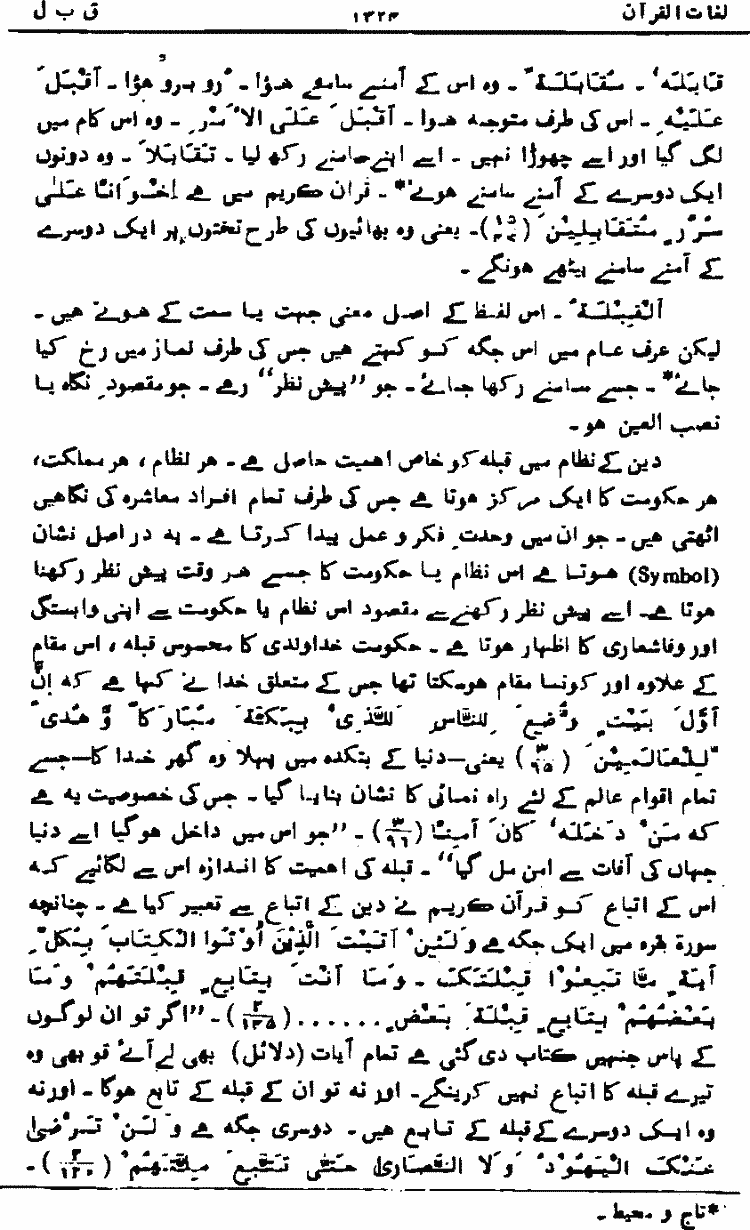 لغات القرآن ۱۳۲۳ ق ب ل
قَابَلَہٗ ۔ مُقَابَلَۃً ۔ وہ اس کے آمنے سامنے ہوا ۔ رو برو ہوا ۔ اَقْبَلَ
عَلَیْہِ ۔ اس کی طرف متوجہ ہوا ۔ اَقْبَلَ عَلَی الْاَمْرِ ۔ وہ اس کام میں
لگ گیا اور اسے چھوڑا نہیں ۔ اسے اپنے سامنے رکھ لیا ۔ تَقَابَلَا ۔ وہ دونوں
ایک دوسرے کے آمنے سامنے ہوئے* ۔ قرآن کریم میں ہے اِخْوَانًا عَلٰی
سُرُرٍ مُّتَقَابِلِیْنَ (۱۵/۴۷)۔ یعنی وہ بھائیوں کی طرح تختوں پر ایک دوسرے
کے آمنے سامنے بیٹھے ہونگے ۔
اَلْقِبْلَۃُ ۔ اس لفظ کے اصل معنی جہت یا سمت کے ہوتے ہیں ۔
لیکن عرف عام میں اس جگہ کو کہتے ہیں جس کی طرف نماز میں رخ کیا
جائے* ۔ جسے سامنے رکھا جائے ۔ جو ’’پیش نظر‘‘ رہے ۔ جو مقصودِ نگاہ یا
نصب العین ہو ۔
دین کے نظام میں قبلہ کو خاص اہمیت حاصل ہے ۔ ہر نظام ، ہر مملکت،
ہر حکومت کا ایک مرکز ہوتا ہے جس کی طرف تمام افراد معاشرہ کی نگاہیں
اٹھتی ہیں ۔ جو ان میں وحدتِ فکر و عمل پیدا کرتا ہے ۔ یہ در اصل نشان
(Symbol) ہوتا ہے اس نظام یا حکومت کا جسے ہر وقت پیش نظر رکھنا
ہوتا ہے۔ اسے پیش نظر رکھنے سے مقصود اس نظام یا حکومت سے اپنی وابستگی
اور وفاشعاری کا اظہار ہوتا ہے ۔ حکومت خداوندی کا محسوس قبلہ ، اس مقام
کے علاوہ اور کونسا مقام ہوسکتا تھا جس کے متعلق خدا نے کہا ہے کہ اِنَّ
اَوَّلَ بَیْتٍ وُّضِعَ لِلنَّاسِ لَلَّذِیْ بِبَکَّۃَ مُبَارَکًا وَّ ھُدًی
لِّلْعَالَمِیْنَ (۳/۹۵) یعنی—دنیا کے بتکدہ میں پہلا وہ گھر خدا کا—جسے
تمام اقوام عالم کے لئے راہ نمائی کا نشان بنایا گیا ۔ جس کی خصوصیت یہ ہے
کہ مَنْ دَخَلَہٗ کَانَ اٰمِنًا (۳/۹۶) ۔ ’’جو اس میں داخل ہوگیا اسے دنیا
جہاں کی آفات سے امن مل گیا‘‘ ۔ قبلہ کی اہمیت کا اندازہ اس سے لگائیے کہ
اس کے اتباع کو قرآن کریم نے دین کے اتباع سے تعبیر کیا ہے ۔ چنانچہ
سورۃ بقرہ میں ایک جگہ ہے وَلَئِنْ اَتَیْتَ الَّذِیْنَ اُوْتُوا الْکِتَابَ بِکُلِّ
اٰیَۃٍ مَّا تَبِعُوْا قِبْلَتَکَ ۔ وَمَا اَنْتَ بِتَابِعٍ قِبْلَتَھُمْ وَمَا
بَعْضُھُمْ بِتَابِعٍ قِبْلَۃَ بَعْضٍ ......(۲/۱۴۵) ۔ ’’اگر تو ان لوگوں
کے پاس جنہیں کتاب دی گئی ہے تمام آیات (دلائل) بھی لے آئے تو بھی وہ
تیرے قبلہ کا اتباع نہیں کرینگے۔ اور نہ تو ان کے قبلہ کے تابع ہوگا ۔ اور نہ
وہ ایک دوسرے کے قبلہ کے تابع ہیں ۔ دوسری جگہ ہے وَ لَنْ تَرْضٰی
عَنْکَ الْیَھُوْدُ وَلَا النَّصَارٰی حَتّٰی تَتَّبِعَ مِلَّتَھُمْ (۲/۱۲۰) ۔
*تاج و محیط ۔